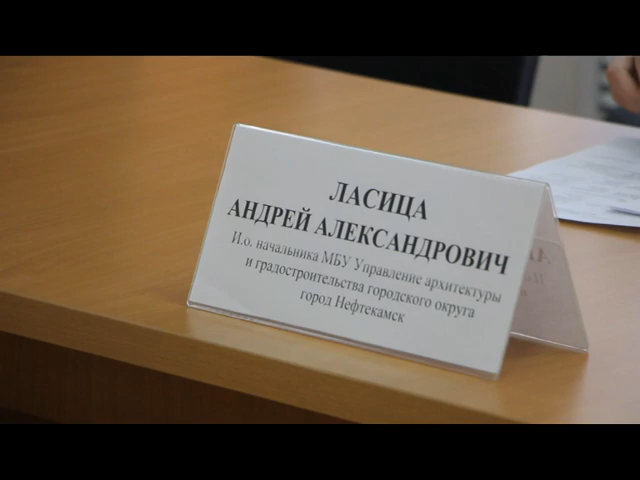 ЛАСИЦА
АНДРЕЙ АЛЕКСАНДРОВИЧ
И.о. начальника МБУ Управление архитектуры
и градостроительства городского округа
город Нефтекамск